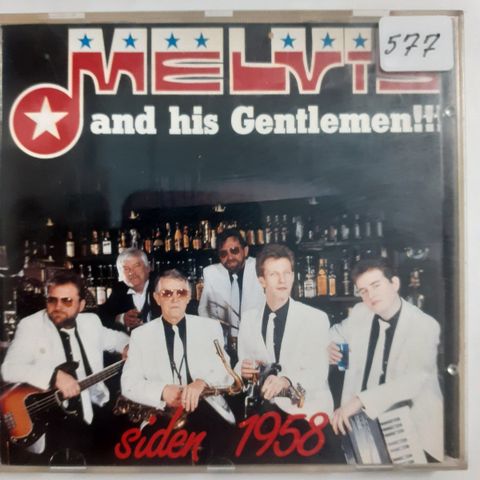 MELVIS
577
and his Gentlemen!!!
siden 1958